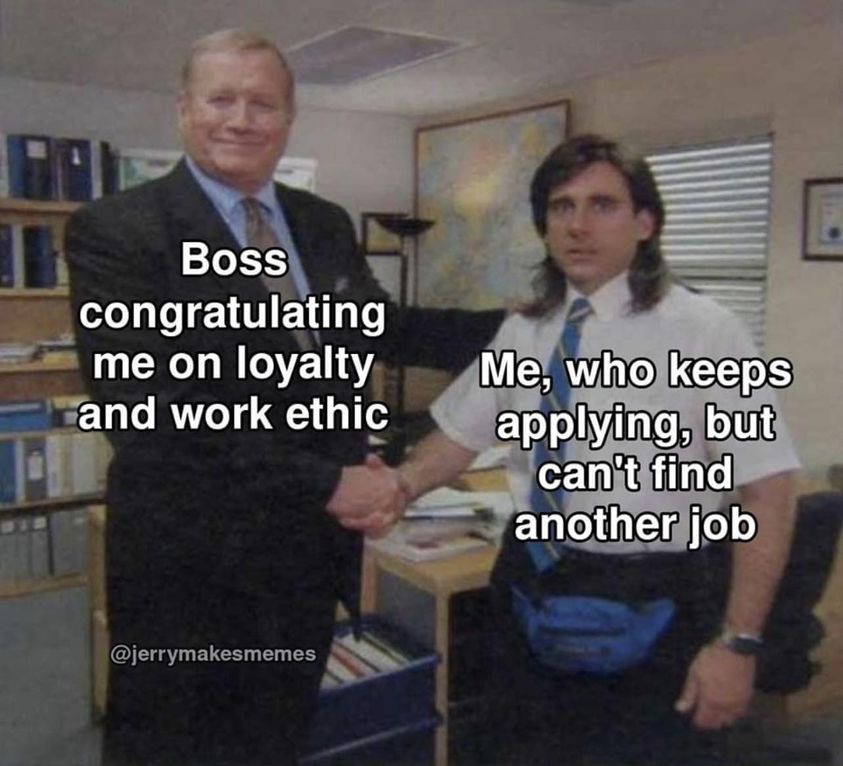 Boss
congratulating
me on loyalty
and work ethic
Me, who keeps
applying, but
can't find
another job
@jerrymakesmemes